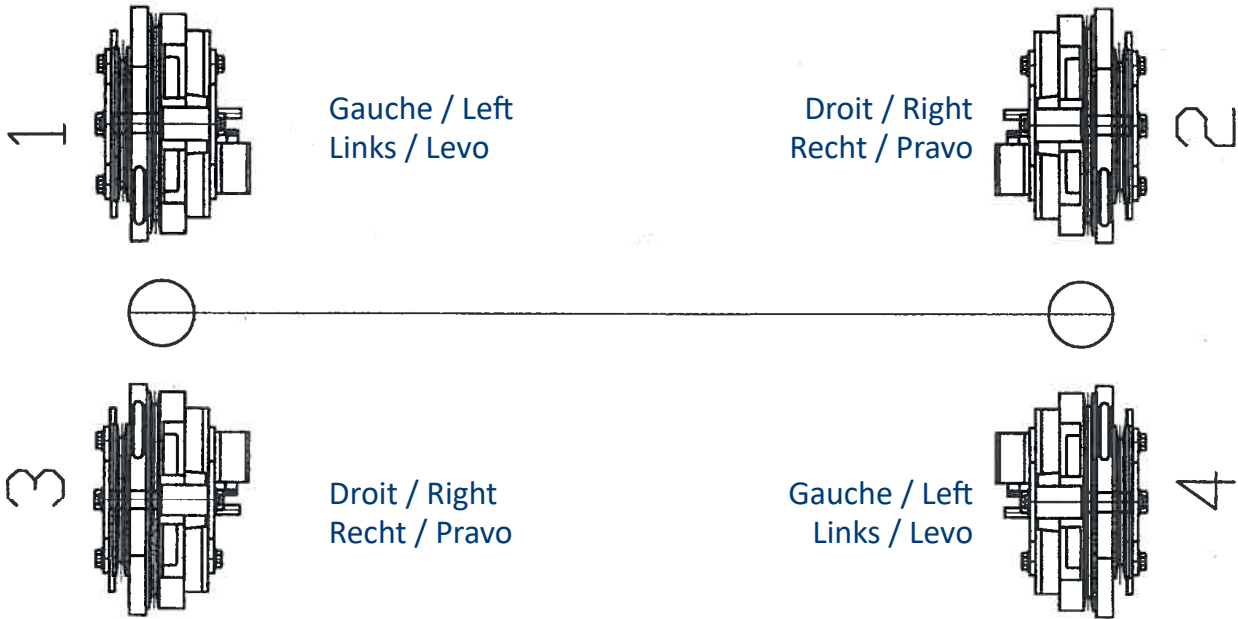 1
Gauche / Left
Links / Levo
Droit / Right
Recht / Pravo
2
3
Droit / Right
Recht / Pravo
Gauche / Left
Links / Levo
4